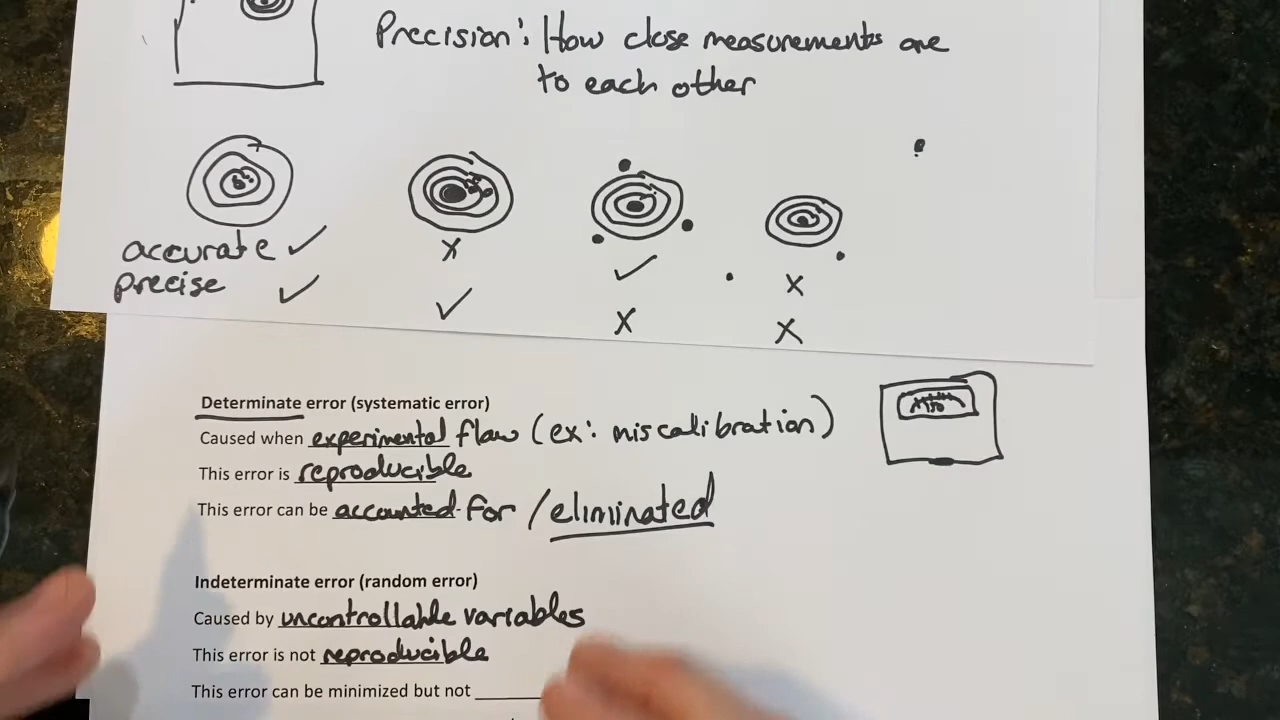 Precision: How close measurements are
to each other
accurate ✓ x ✓ x
precise ✓ ✓ x x
Determinate error (systematic error)
Caused when experimental flaw (ex: miscalibration)
This error is reproducible
This error can be accounted for / eliminated
Indeterminate error (random error)
Caused by uncontrollable variables
This error is not reproducible
This error can be minimized but not ______